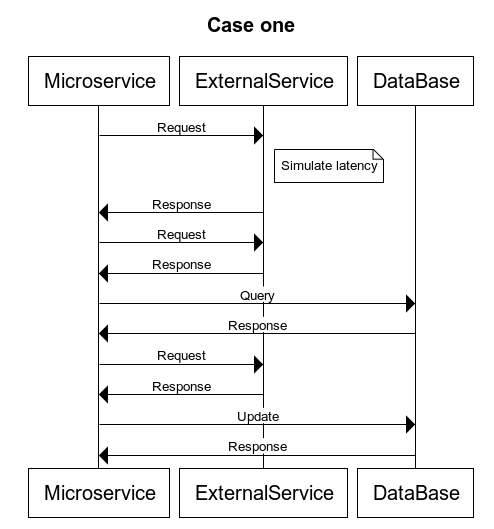 Case one
Microservice ExternalService DataBase
Request
Simulate latency
Response
Request
Response
Query
Response
Request
Response
Update
Response
Microservice ExternalService DataBase